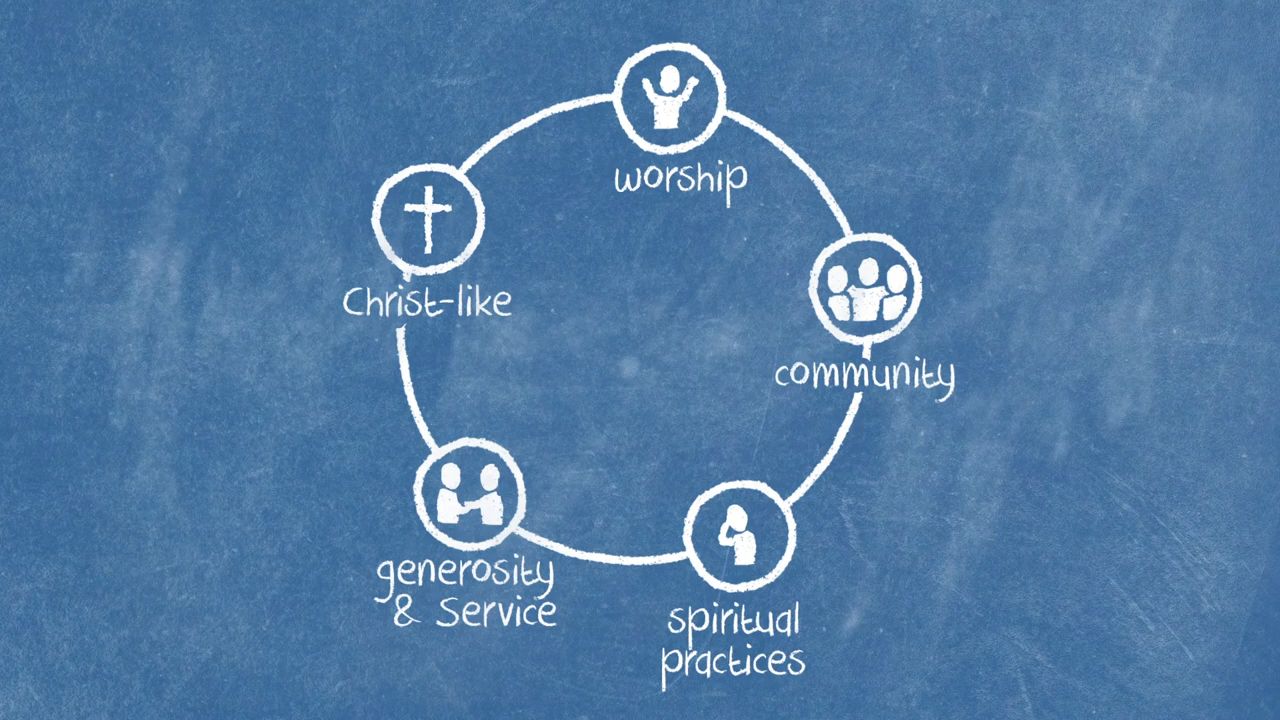 worship
Christ-like
community
generosity
& Service
spiritual
practices